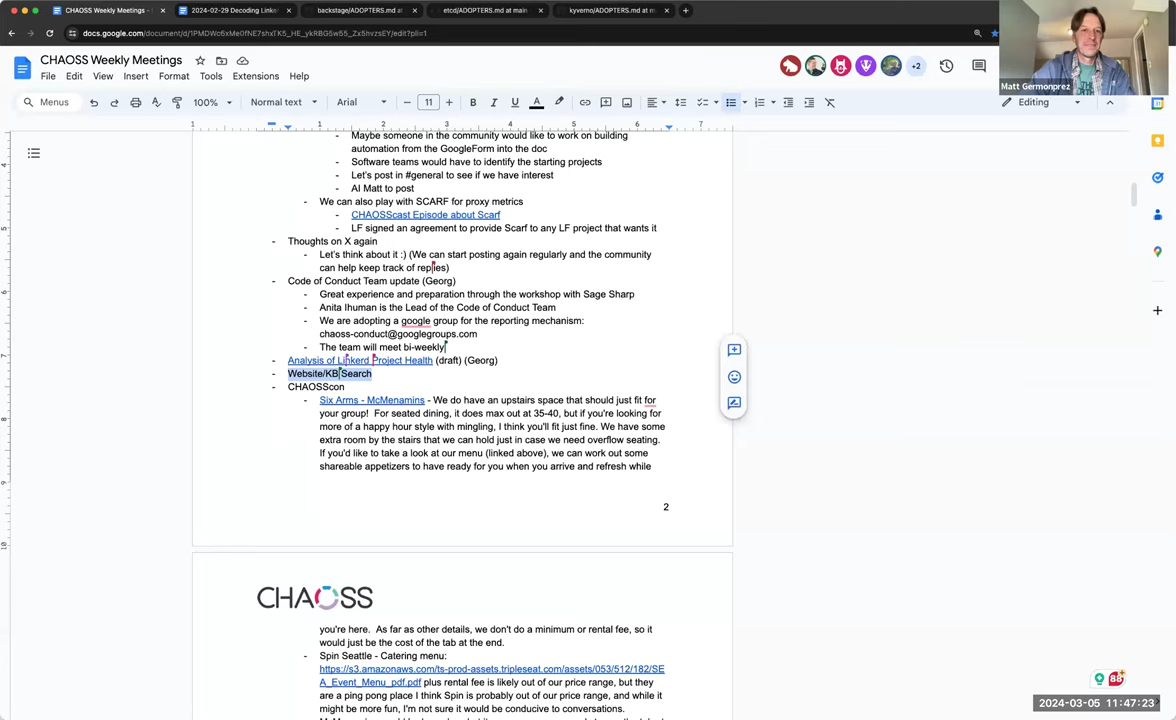 CHAOSS Weekly Meetings -
2024-02-29 Decoding Linke
backstage/ADOPTERS.md at
etcd/ADOPTERS.md at main
kyverno/ADOPTERS.md at m
docs.google.com/document/d/1PMDWc6xMe0fNE7shxTK5_HE_ykRBG5w55_Zx5hvzsEY/edit?pli=1
CHAOSS Weekly Meetings
File Edit View Insert Format Tools Extensions Help
+2
Matt Germonprez
Menus 100% Normal text Arial 11 B I U A Editing
1 1 2 3 4 5 6 7
Maybe someone in the community would like to work on building
automation from the GoogleForm into the doc
- Software teams would have to identify the starting projects
- Let's post in #general to see if we have interest
- AI Matt to post
- We can also play with SCARF for proxy metrics
- CHAOSScast Episode about Scarf
- LF signed an agreement to provide Scarf to any LF project that wants it
- Thoughts on X again
- Let's think about it :) (We can start posting again regularly and the community
can help keep track of replies)
- Code of Conduct Team update (Georg)
- Great experience and preparation through the workshop with Sage Sharp
- Anita Ihuman is the Lead of the Code of Conduct Team
- We are adopting a google group for the reporting mechanism:
chaoss-conduct@googlegroups.com
- The team will meet bi-weekly
- Analysis of Linkerd Project Health (draft) (Georg)
- Website/KB Search
- CHAOSScon
- Six Arms - McMenamins - We do have an upstairs space that should just fit for
your group! For seated dining, it does max out at 35-40, but if you're looking for
more of a happy hour style with mingling, I think you'll fit just fine. We have some
extra room by the stairs that we can hold just in case we need overflow seating.
If you'd like to take a look at our menu (linked above), we can work out some
shareable appetizers to have ready for you when you arrive and refresh while
2
CHAOSS
you're here. As far as other details, we don't do a minimum or rental fee, so it
would just be the cost of the tab at the end.
- Spin Seattle - Catering menu:
https://s3.amazonaws.com/ts-prod-assets.tripleseat.com/assets/053/512/182/SE
A_Event_Menu_pdf.pdf plus rental fee is likely out of our price range, but they
are a ping pong place I think Spin is probably out of our price range, and while it
might be more fun, I'm not sure it would be conducive to conversations.
88
2024-03-05 11:47:23